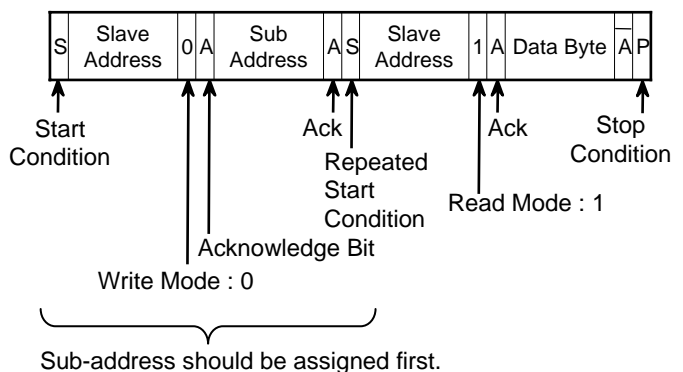 S Slave Address 0 A Sub Address A S Slave Address 1 A Data Byte A̅ P
Start Condition
Ack
Repeated Start Condition
Ack
Stop Condition
Read Mode : 1
Acknowledge Bit
Write Mode : 0
Sub-address should be assigned first.